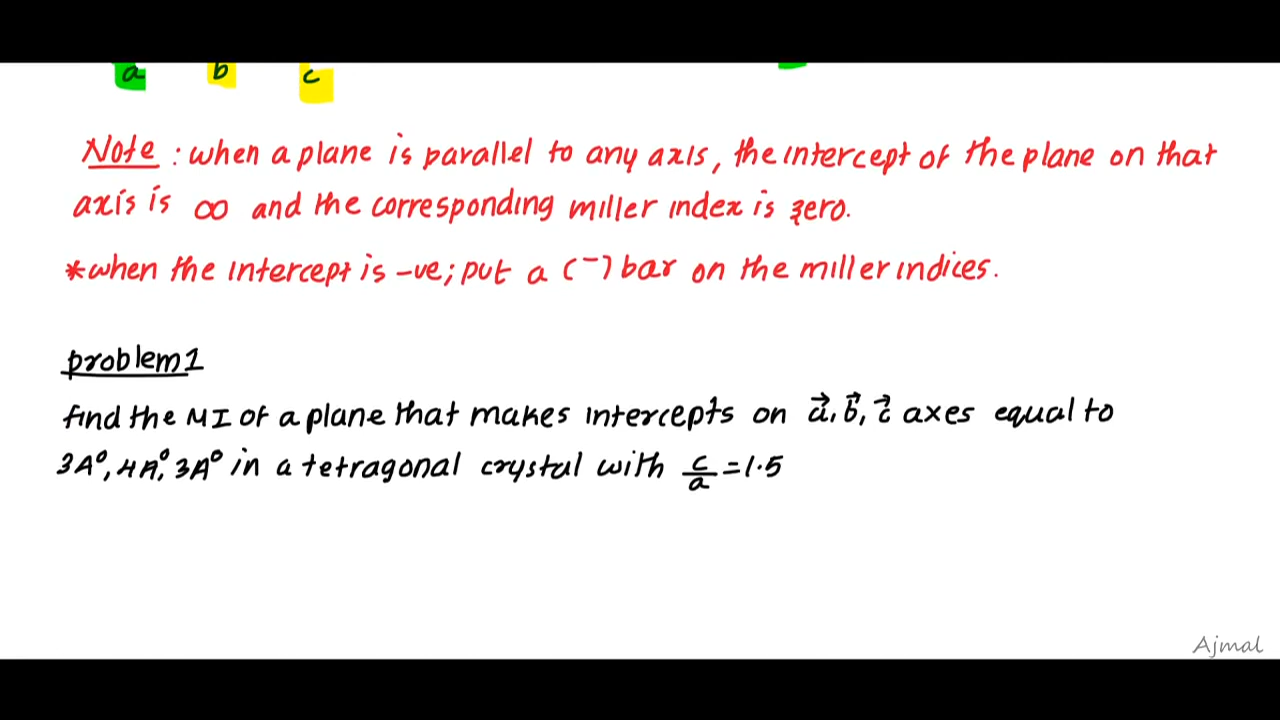 a b c
Note : when a plane is parallel to any axis, the intercept of the plane on that
axis is ∞ and the corresponding miller index is zero.
*when the intercept is -ve; put a (-) bar on the miller indices.
problem 1
find the MI of a plane that makes intercepts on a⃗, b⃗, c⃗ axes equal to
3A°, 4A°, 3A° in a tetragonal crystal with c/a = 1.5
Ajmal